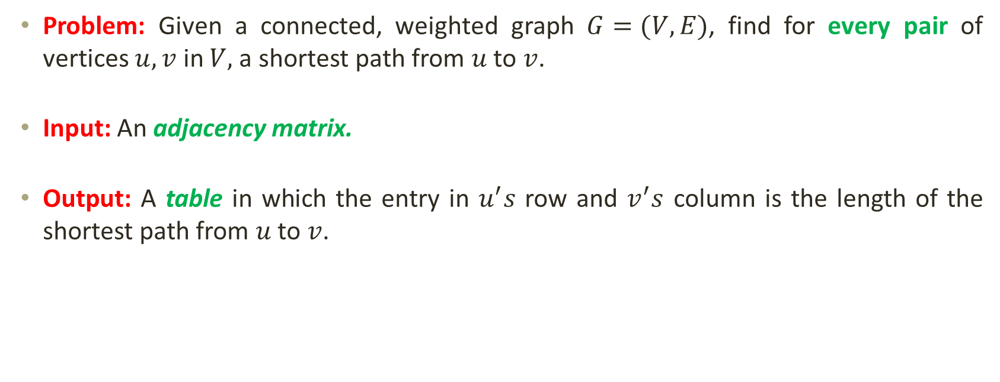 • Problem: Given a connected, weighted graph G = (V, E), find for every pair of
vertices u, v in V, a shortest path from u to v.
• Input: An adjacency matrix.
• Output: A table in which the entry in u′s row and v′s column is the length of the
shortest path from u to v.